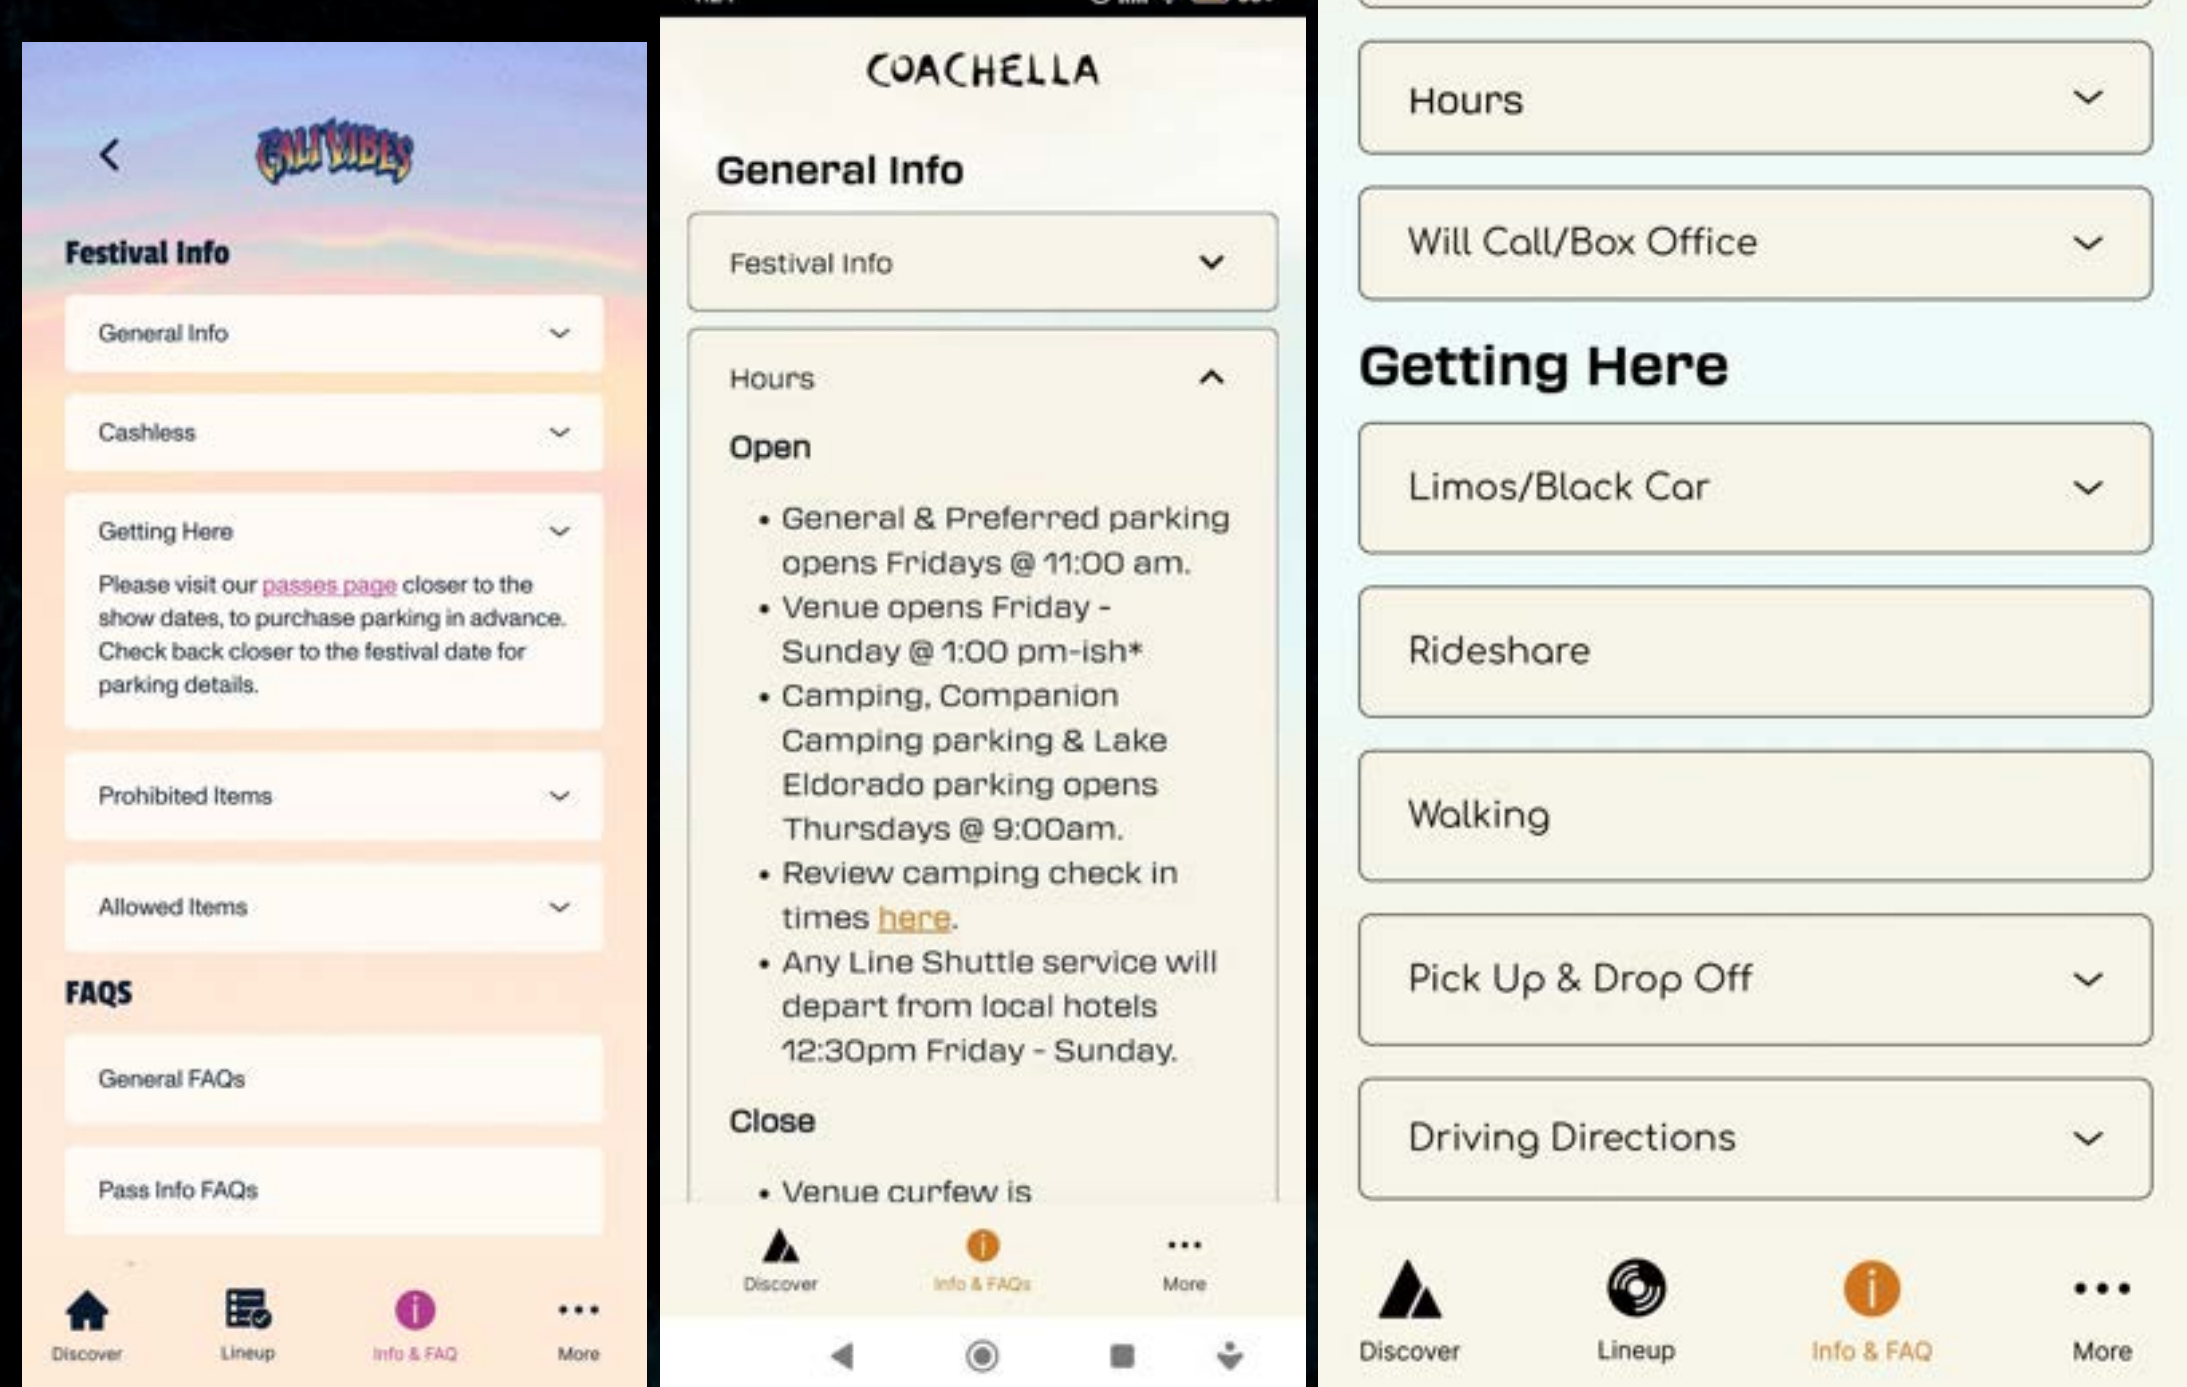 CALI VIBES
Festival Info
General Info
Cashless
Getting Here
Please visit our passes page closer to the
show dates, to purchase parking in advance.
Check back closer to the festival date for
parking details.
Prohibited Items
Allowed Items
FAQS
General FAQs
Pass Info FAQs
Discover
Lineup
Info & FAQ
More
COACHELLA
General Info
Festival Info
Hours
Open
• General & Preferred parking
opens Fridays @ 11:00 am.
• Venue opens Friday -
Sunday @ 1:00 pm-ish*
• Camping, Companion
Camping parking & Lake
Eldorado parking opens
Thursdays @ 9:00am.
• Review camping check in
times here.
• Any Line Shuttle service will
depart from local hotels
12:30pm Friday - Sunday.
Close
• Venue curfew is
Discover
Info & FAQs
More
Hours
Will Call/Box Office
Getting Here
Limos/Black Car
Rideshare
Walking
Pick Up & Drop Off
Driving Directions
Discover
Lineup
Info & FAQ
More